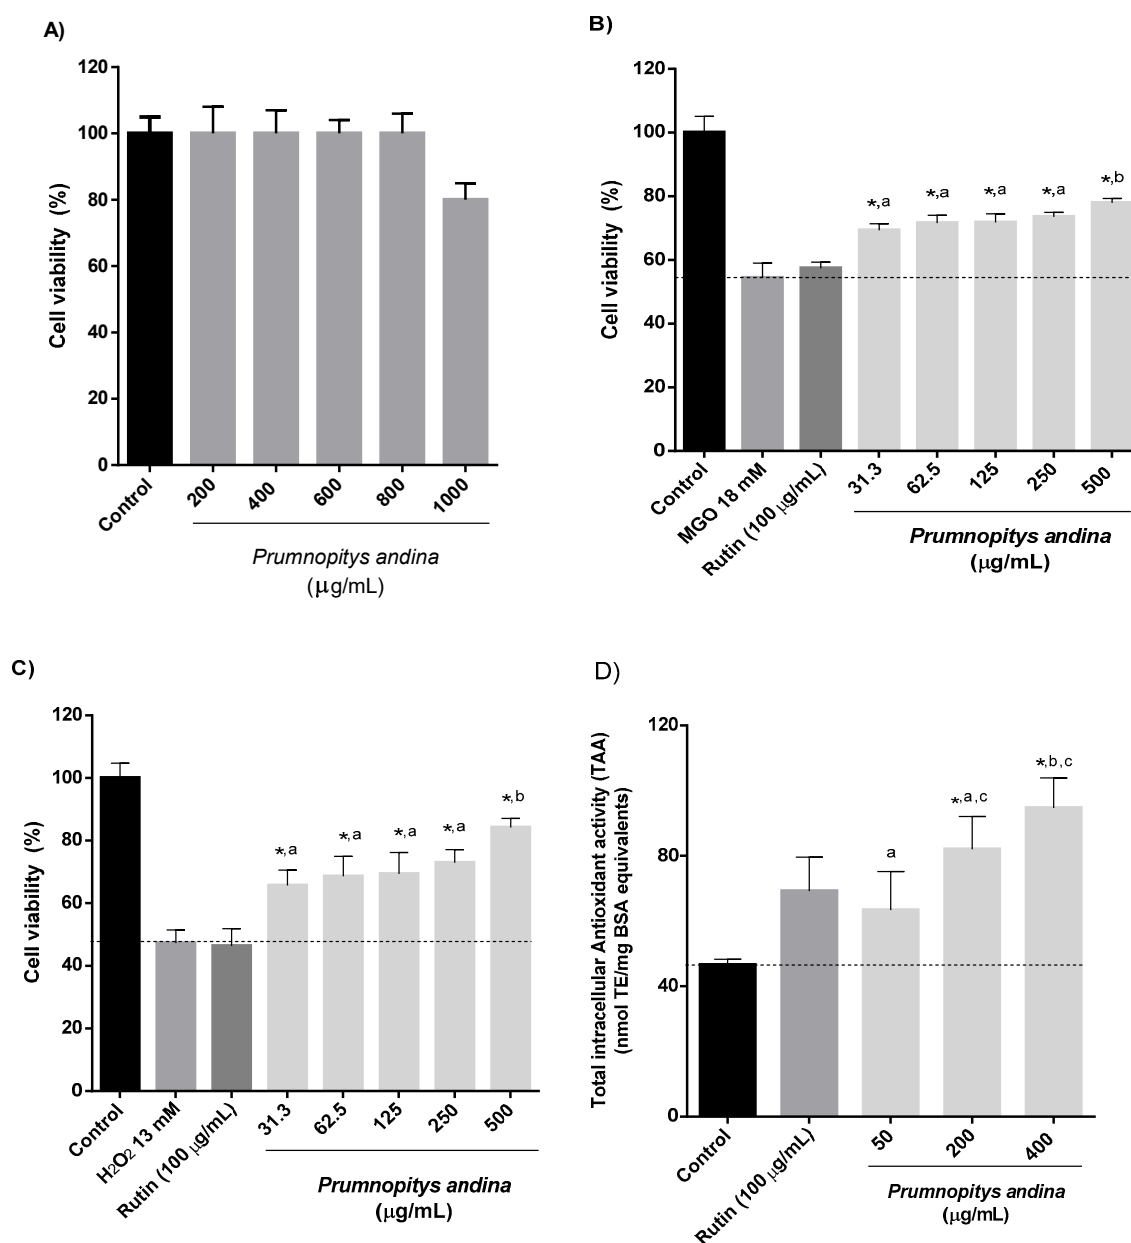 A)
120
100
80
60
40
20
0
Cell viability (%)
Control
200
400
600
800
1000
Prumnopitys andina
(μg/mL)
B)
120
100
80
60
40
20
0
Cell viability (%)
*,a
*,a
*,a
*,a
*,b
Control
MGO 18 mM
Rutin (100 μg/mL)
31.3
62.5
125
250
500
Prumnopitys andina
(μg/mL)
C)
120
100
80
60
40
20
0
Cell viability (%)
*,a
*,a
*,a
*,a
*,b
Control
H₂O₂ 13 mM
Rutin (100 μg/mL)
31.3
62.5
125
250
500
Prumnopitys andina
(μg/mL)
D)
120
80
40
0
Total intracellular Antioxidant activity (TAA)
(nmol TE/mg BSA equivalents)
a
*,a,c
*,b,c
Control
Rutin (100 μg/mL)
50
200
400
Prumnopitys andina
(μg/mL)